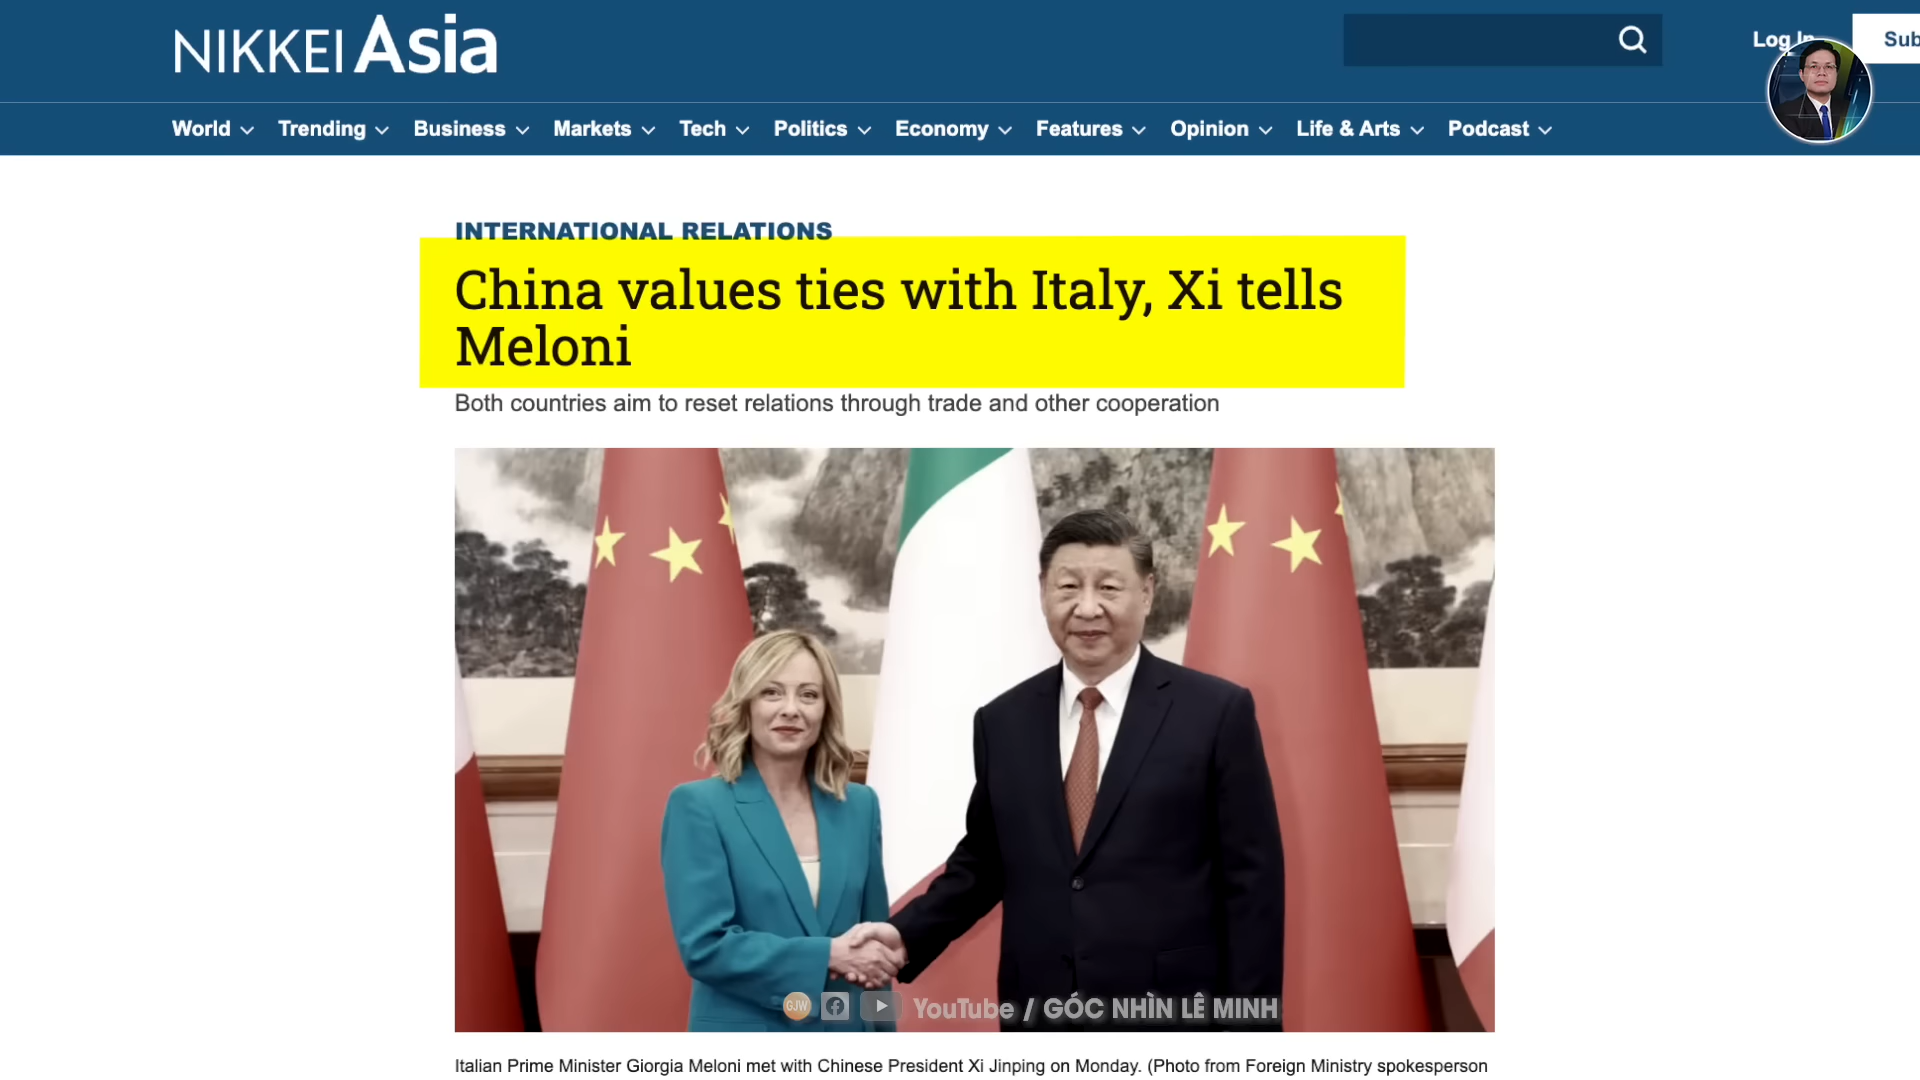 NIKKEI Asia
Log In
Sub
World Trending Business Markets Tech Politics Economy Features Opinion Life & Arts Podcast
INTERNATIONAL RELATIONS
China values ties with Italy, Xi tells
Meloni
Both countries aim to reset relations through trade and other cooperation
GJW YouTube / GÓC NHÌN LÊ MINH
Italian Prime Minister Giorgia Meloni met with Chinese President Xi Jinping on Monday. (Photo from Foreign Ministry spokesperson